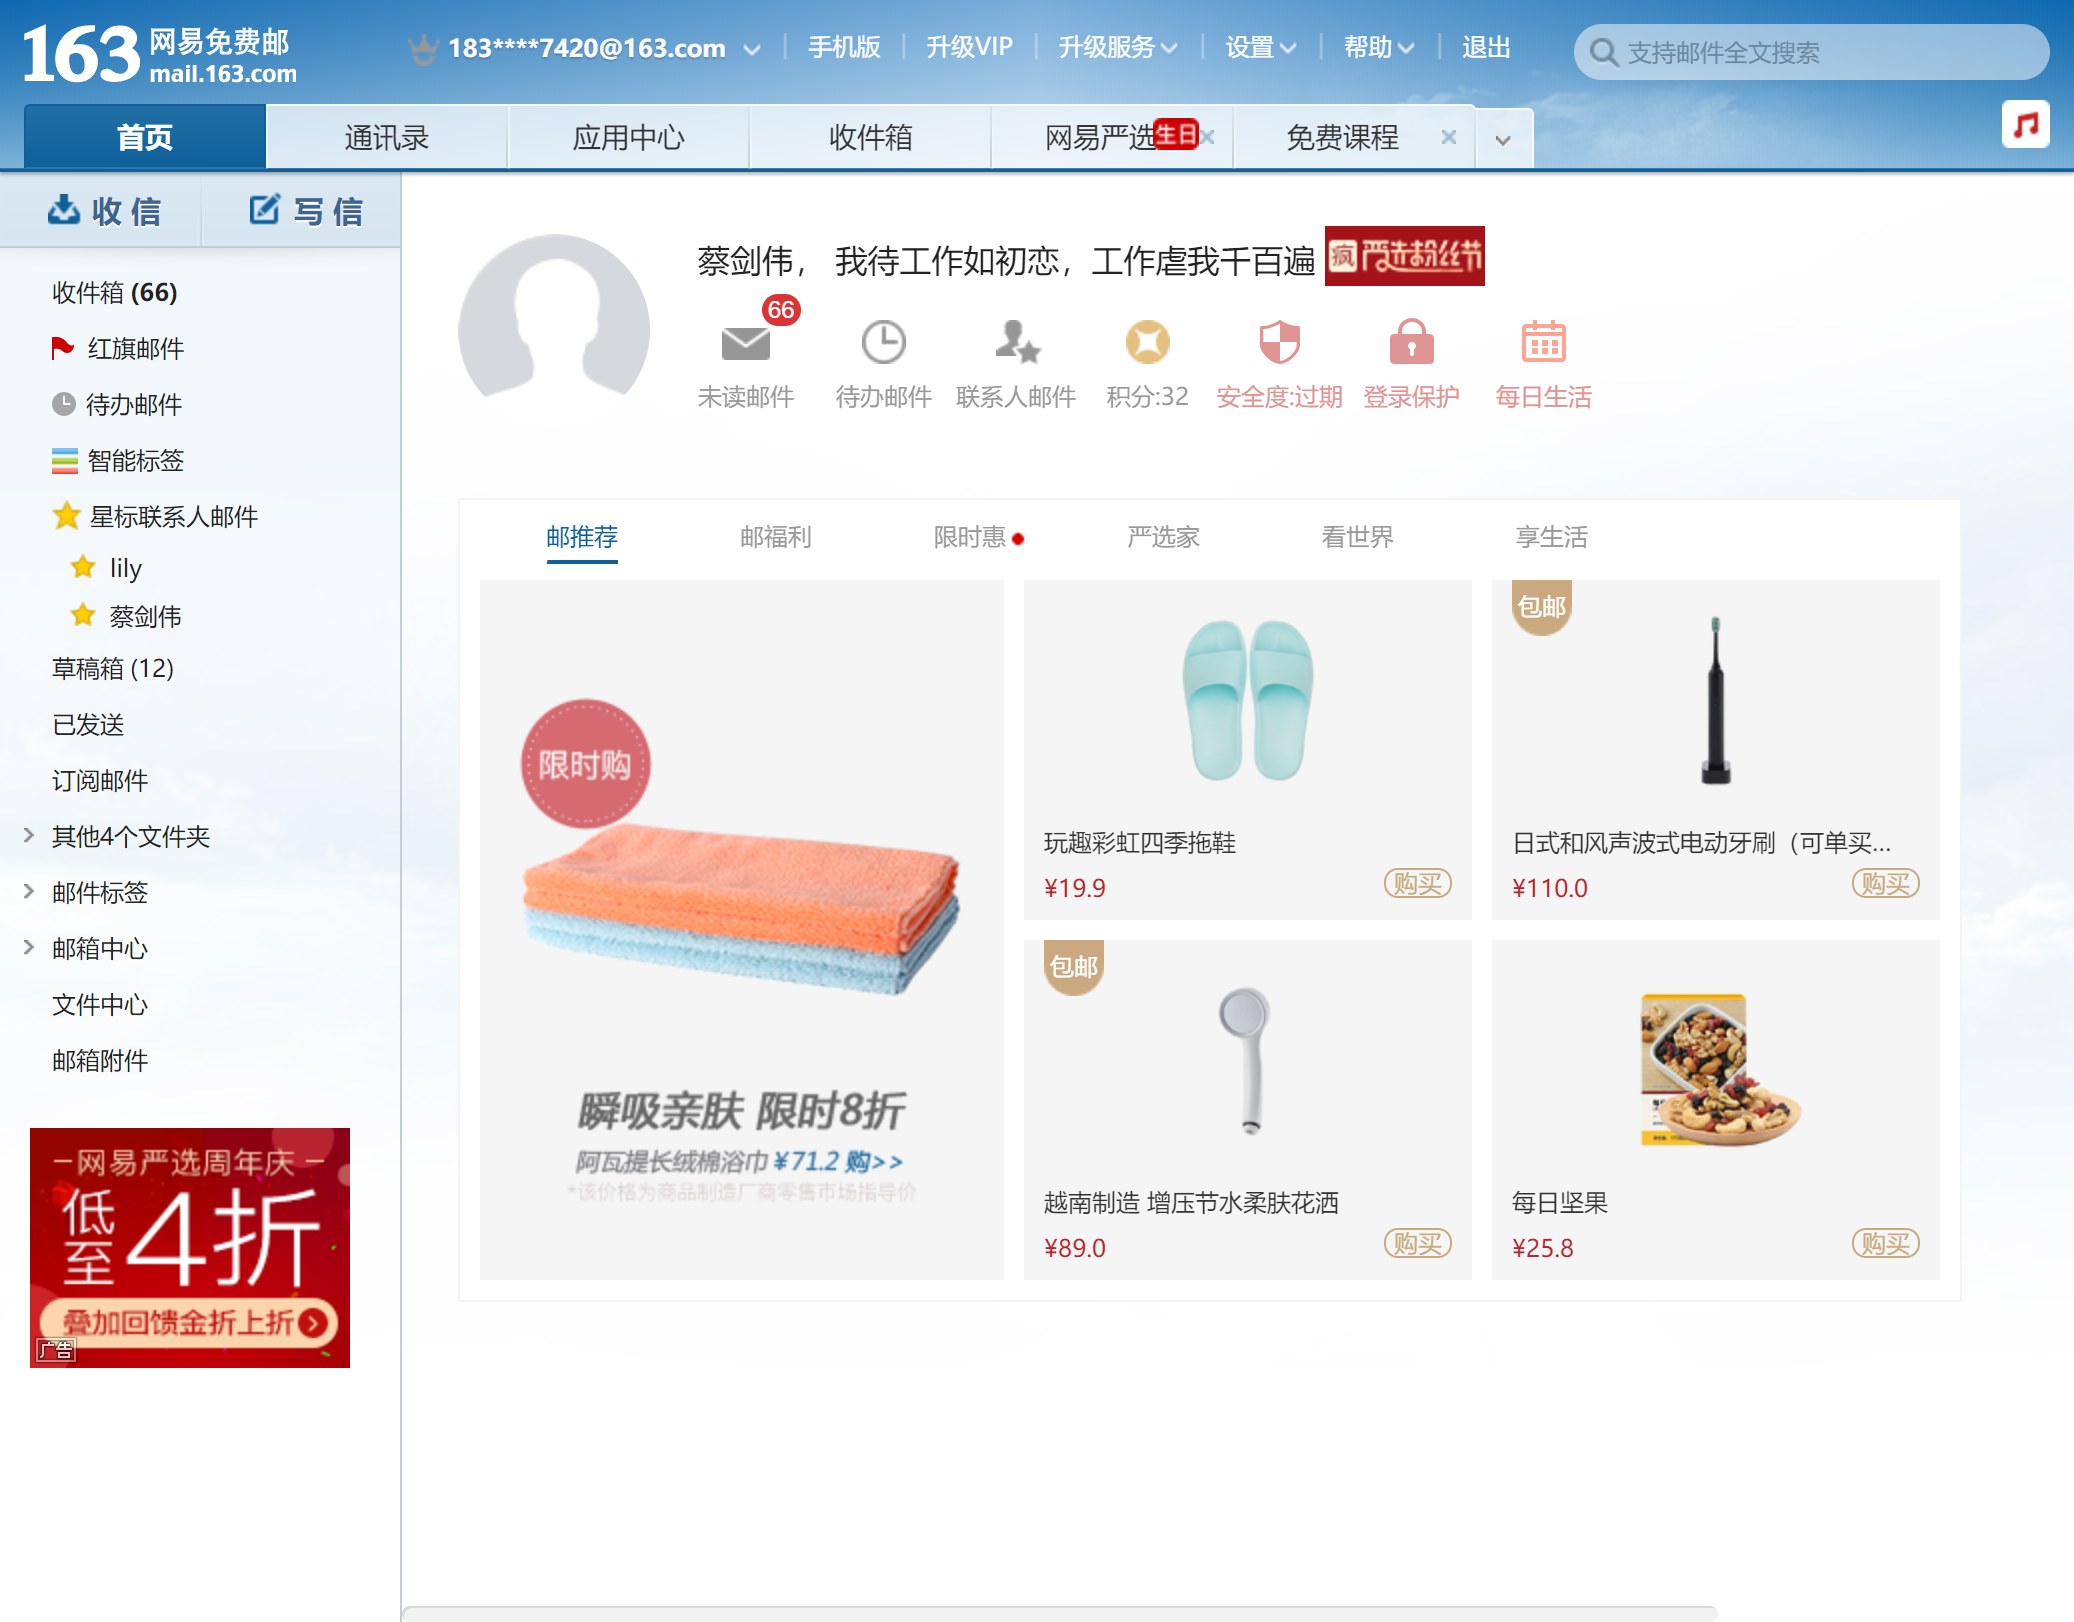 163 网易免费邮
mail.163.com
183****7420@163.com 手机版 升级VIP 升级服务 设置 帮助 退出
支持邮件全文搜索
首页 通讯录 应用中心 收件箱 网易严选 生日 免费课程
收信 写信
收件箱 (66)
红旗邮件
待办邮件
智能标签
星标联系人邮件
lily
蔡剑伟
草稿箱 (12)
已发送
订阅邮件
其他4个文件夹
邮件标签
邮箱中心
文件中心
邮箱附件
网易严选周年庆
低至4折
叠加回馈金折上折
广告
蔡剑伟， 我待工作如初恋，工作虐我千百遍
疯 严选粉丝节
66
未读邮件 待办邮件 联系人邮件 积分:32 安全度:过期 登录保护 每日生活
邮推荐 邮福利 限时惠 严选家 看世界 享生活
限时购
瞬吸亲肤 限时8折
阿瓦提长绒棉浴巾 ¥71.2 购>>
*该价格为商品制造厂商零售市场指导价
玩趣彩虹四季拖鞋
¥19.9 购买
包邮
日式和风声波式电动牙刷（可单买...
¥110.0 购买
包邮
越南制造 增压节水柔肤花洒
¥89.0 购买
每日坚果
¥25.8 购买